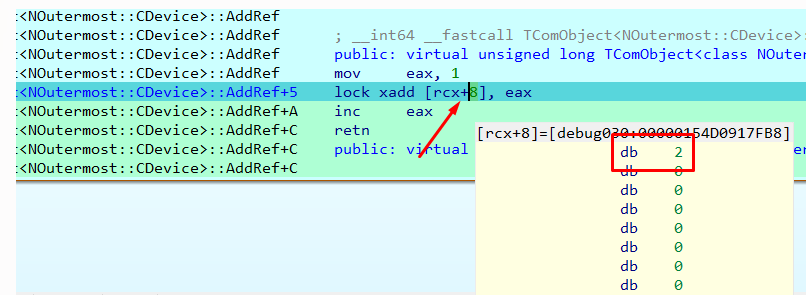 t<NOutermost::CDevice>::AddRef
t<NOutermost::CDevice>::AddRef ; __int64 __fastcall TComObject<NOutermost::CDevice>::
t<NOutermost::CDevice>::AddRef public: virtual unsigned long TComObject<class NOuter
t<NOutermost::CDevice>::AddRef mov eax, 1
t<NOutermost::CDevice>::AddRef+5 lock xadd [rcx+8], eax
t<NOutermost::CDevice>::AddRef+A inc eax
t<NOutermost::CDevice>::AddRef+C retn
t<NOutermost::CDevice>::AddRef+C public: virtual
t<NOutermost::CDevice>::AddRef+C
[rcx+8]=[debug030:00000154D0917FB8]
db 2
db 0
db 0
db 0
db 0
db 0
db 0
db 0